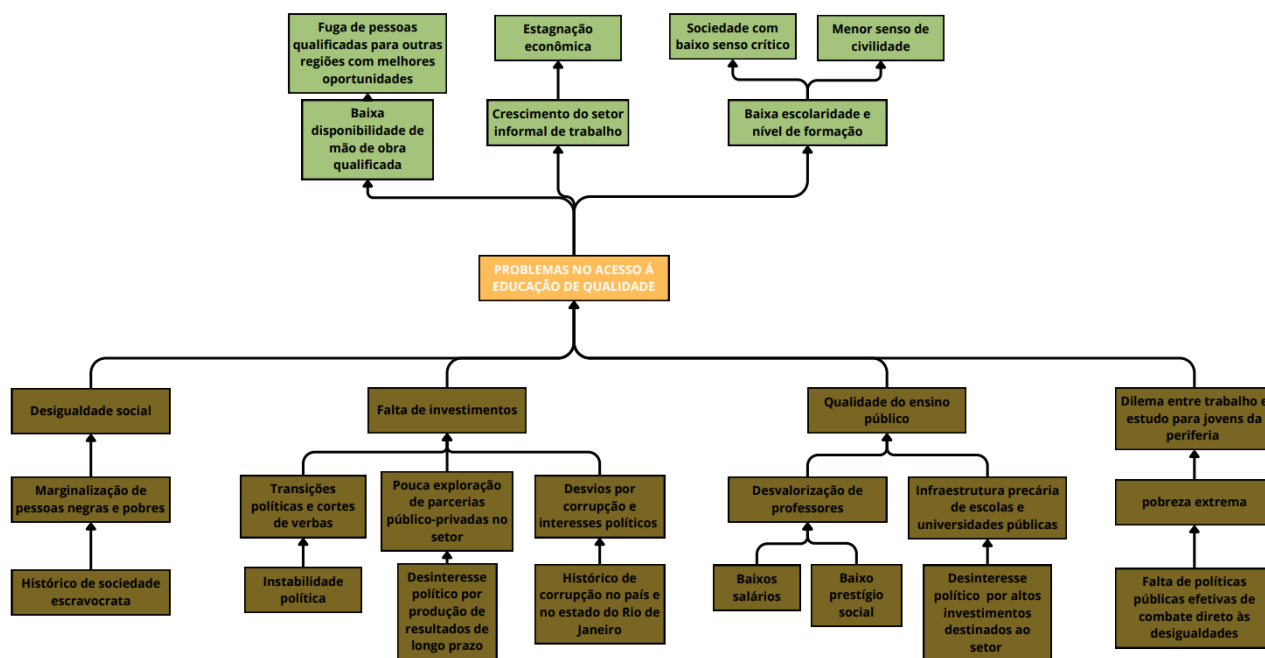 Fuga de pessoas
qualificadas para outras
regiões com melhores
oportunidades
Estagnação
econômica
Sociedade com
baixo senso crítico
Menor senso de
civilidade
Baixa
disponibilidade de
mão de obra
qualificada
Crescimento do setor
informal de trabalho
Baixa escolaridade e
nível de formação
PROBLEMAS NO ACESSO Á
EDUCAÇÃO DE QUALIDADE
Desigualdade social
Falta de investimentos
Qualidade do ensino
público
Dilema entre trabalho e
estudo para jovens da
periferia
Marginalização de
pessoas negras e pobres
Transições
políticas e cortes
de verbas
Pouca exploração
de parcerias
público-privadas no
setor
Desvios por
corrupção e
interesses políticos
Desvalorização de
professores
Infraestrutura precária
de escolas e
universidades públicas
pobreza extrema
Histórico de sociedade
escravocrata
Instabilidade
política
Desinteresse
político por
produção de
resultados de
longo prazo
Histórico de
corrupção no país e
no estado do Rio de
Janeiro
Baixos
salários
Baixo
prestígio
social
Desinteresse
político por altos
investimentos
destinados ao
setor
Falta de políticas
públicas efetivas de
combate direto às
desigualdades